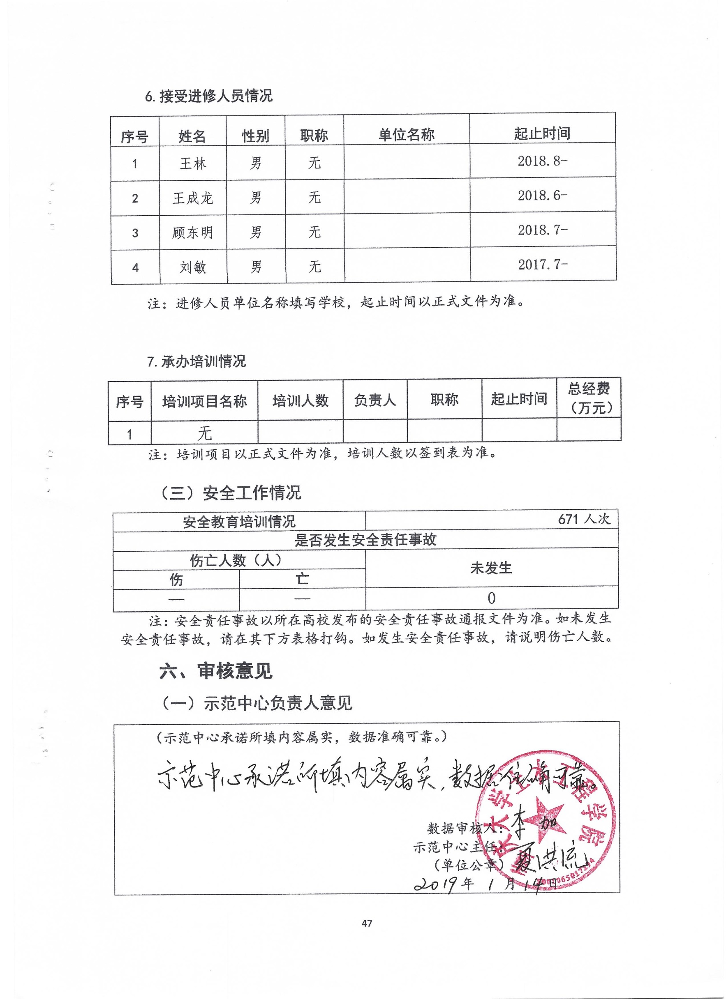 6.接受进修人员情况
序号 姓名 性别 职称 单位名称 起止时间
1 王林 男 无 2018.8-
2 王成龙 男 无 2018.6-
3 顾东明 男 无 2018.7-
4 刘敏 男 无 2017.7-
注：进修人员单位名称填写学校，起止时间以正式文件为准。
7.承办培训情况
序号 培训项目名称 培训人数 负责人 职称 起止时间 总经费（万元）
1 无
注：培训项目以正式文件为准，培训人数以签到表为准。
（三）安全工作情况
安全教育培训情况 671人次
是否发生安全责任事故
伤亡人数（人） 未发生
伤 亡
— — 0
注：安全责任事故以所在高校发布的安全责任事故通报文件为准。如未发生
安全责任事故，请在其下方表格打钩。如发生安全责任事故，请说明伤亡人数。
六、审核意见
（一）示范中心负责人意见
（示范中心承诺所填内容属实，数据准确可靠。）
示范中心承诺所填内容属实，数据准确可靠。
数据审核人：李加
示范中心主任：夏洪流
（单位公章）
2019年1月14日
重庆大学生物工程学院
47